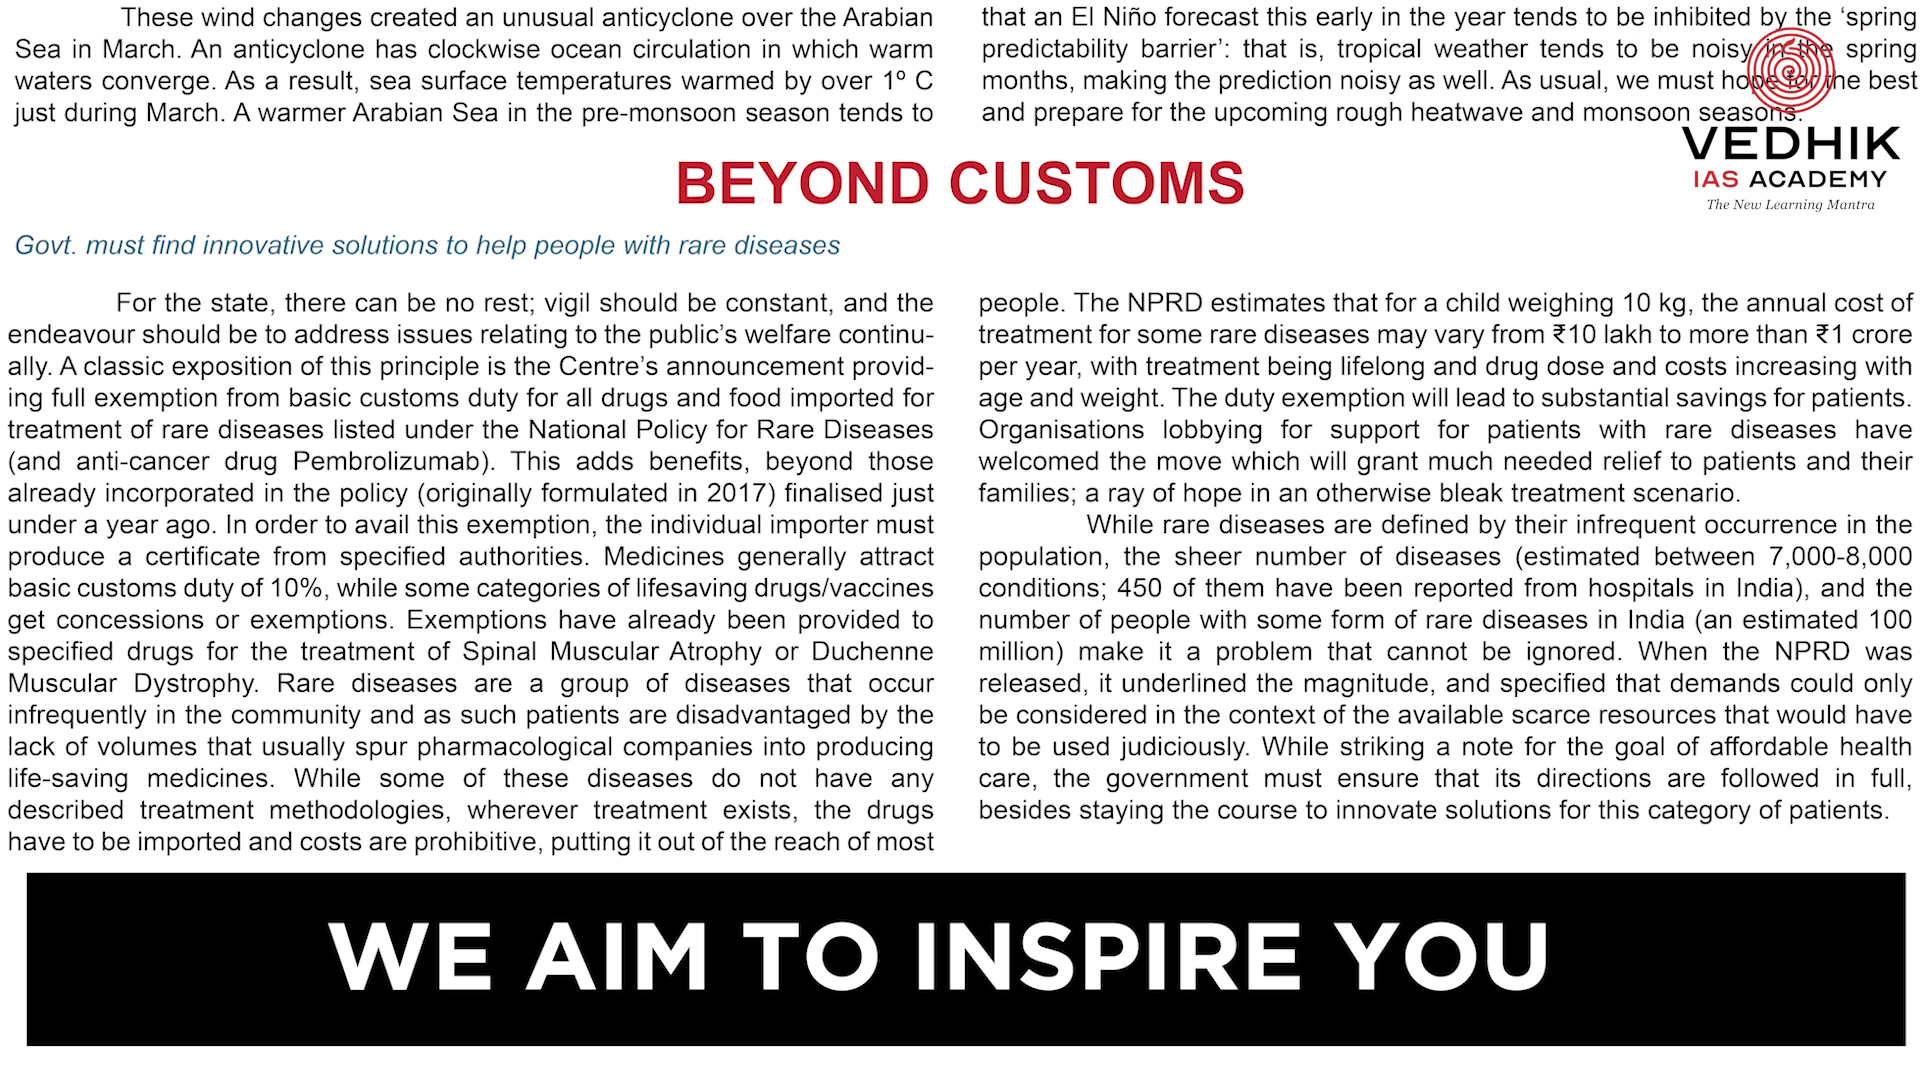 These wind changes created an unusual anticyclone over the Arabian
Sea in March. An anticyclone has clockwise ocean circulation in which warm
waters converge. As a result, sea surface temperatures warmed by over 1º C
just during March. A warmer Arabian Sea in the pre-monsoon season tends to
that an El Niño forecast this early in the year tends to be inhibited by the ‘spring
predictability barrier’: that is, tropical weather tends to be noisy in the spring
months, making the prediction noisy as well. As usual, we must hope for the best
and prepare for the upcoming rough heatwave and monsoon seasons.
VEDHIK
IAS ACADEMY
The New Learning Mantra
BEYOND CUSTOMS
Govt. must find innovative solutions to help people with rare diseases
For the state, there can be no rest; vigil should be constant, and the
endeavour should be to address issues relating to the public’s welfare continu-
ally. A classic exposition of this principle is the Centre’s announcement provid-
ing full exemption from basic customs duty for all drugs and food imported for
treatment of rare diseases listed under the National Policy for Rare Diseases
(and anti-cancer drug Pembrolizumab). This adds benefits, beyond those
already incorporated in the policy (originally formulated in 2017) finalised just
under a year ago. In order to avail this exemption, the individual importer must
produce a certificate from specified authorities. Medicines generally attract
basic customs duty of 10%, while some categories of lifesaving drugs/vaccines
get concessions or exemptions. Exemptions have already been provided to
specified drugs for the treatment of Spinal Muscular Atrophy or Duchenne
Muscular Dystrophy. Rare diseases are a group of diseases that occur
infrequently in the community and as such patients are disadvantaged by the
lack of volumes that usually spur pharmacological companies into producing
life-saving medicines. While some of these diseases do not have any
described treatment methodologies, wherever treatment exists, the drugs
have to be imported and costs are prohibitive, putting it out of the reach of most
people. The NPRD estimates that for a child weighing 10 kg, the annual cost of
treatment for some rare diseases may vary from ₹10 lakh to more than ₹1 crore
per year, with treatment being lifelong and drug dose and costs increasing with
age and weight. The duty exemption will lead to substantial savings for patients.
Organisations lobbying for support for patients with rare diseases have
welcomed the move which will grant much needed relief to patients and their
families; a ray of hope in an otherwise bleak treatment scenario.
While rare diseases are defined by their infrequent occurrence in the
population, the sheer number of diseases (estimated between 7,000-8,000
conditions; 450 of them have been reported from hospitals in India), and the
number of people with some form of rare diseases in India (an estimated 100
million) make it a problem that cannot be ignored. When the NPRD was
released, it underlined the magnitude, and specified that demands could only
be considered in the context of the available scarce resources that would have
to be used judiciously. While striking a note for the goal of affordable health
care, the government must ensure that its directions are followed in full,
besides staying the course to innovate solutions for this category of patients.
WE AIM TO INSPIRE YOU